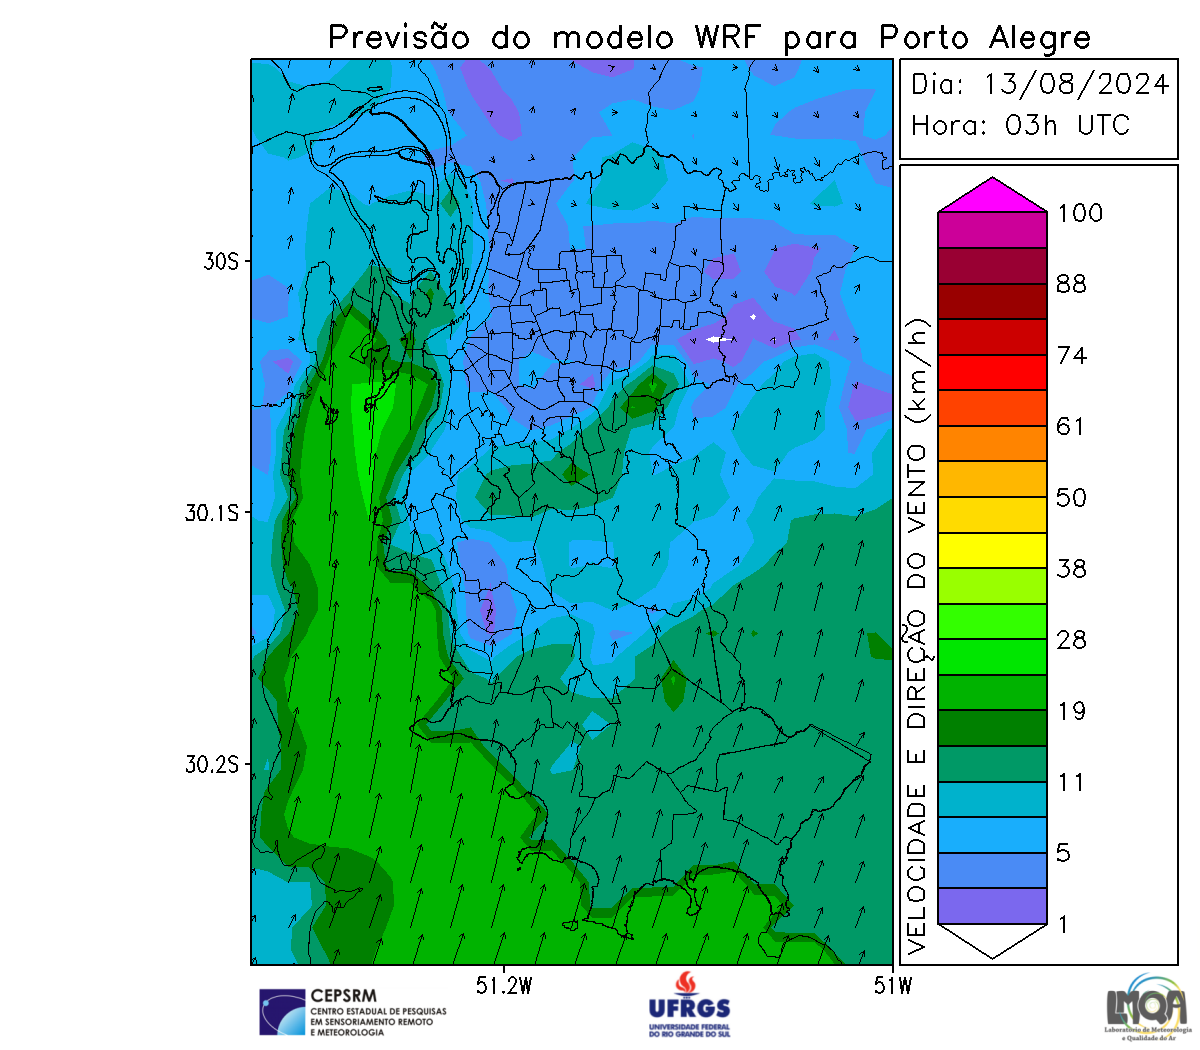 Previsão do modelo WRF para Porto Alegre
Dia: 13/08/2024
Hora: 03h UTC
30S
30.1S
30.2S
51.2W
51W
VELOCIDADE E DIREÇÃO DO VENTO (km/h)
100
88
74
61
50
38
28
19
11
5
1
CEPSRM
CENTRO ESTADUAL DE PESQUISAS
EM SENSORIAMENTO REMOTO
E METEOROLOGIA
UFRGS
UNIVERSIDADE FEDERAL
DO RIO GRANDE DO SUL
LMQA
Laboratório de Meteorologia
e Qualidade do Ar